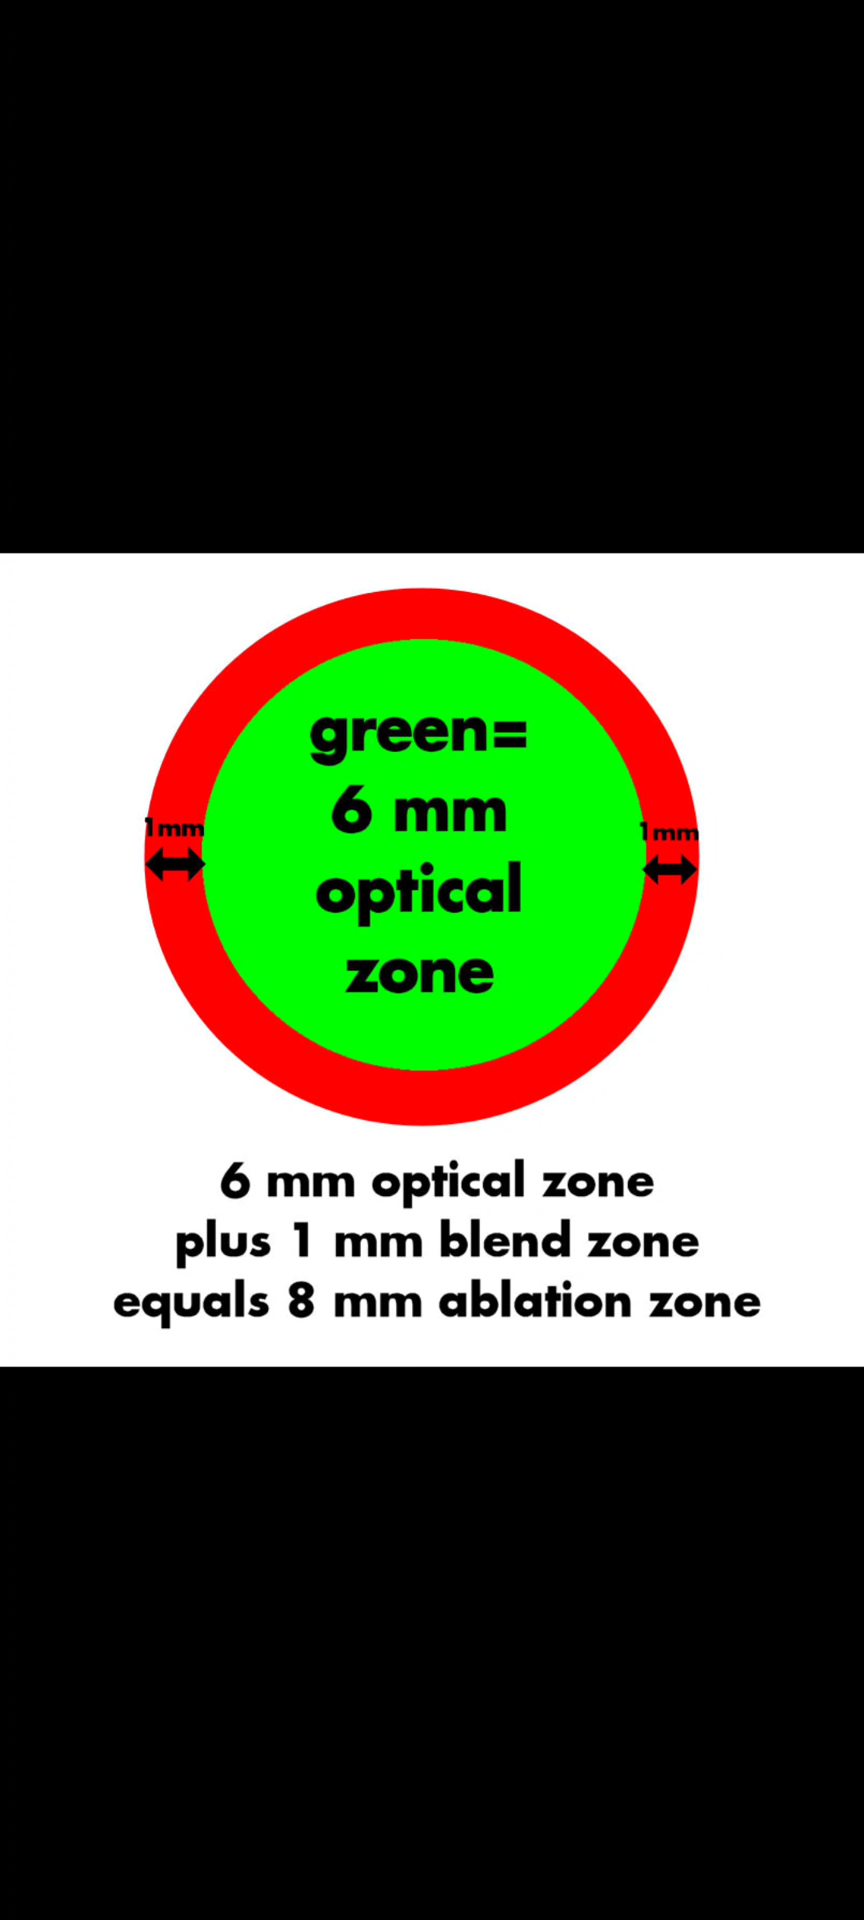 green=
6 mm
optical
zone
1mm
1mm
6 mm optical zone
plus 1 mm blend zone
equals 8 mm ablation zone